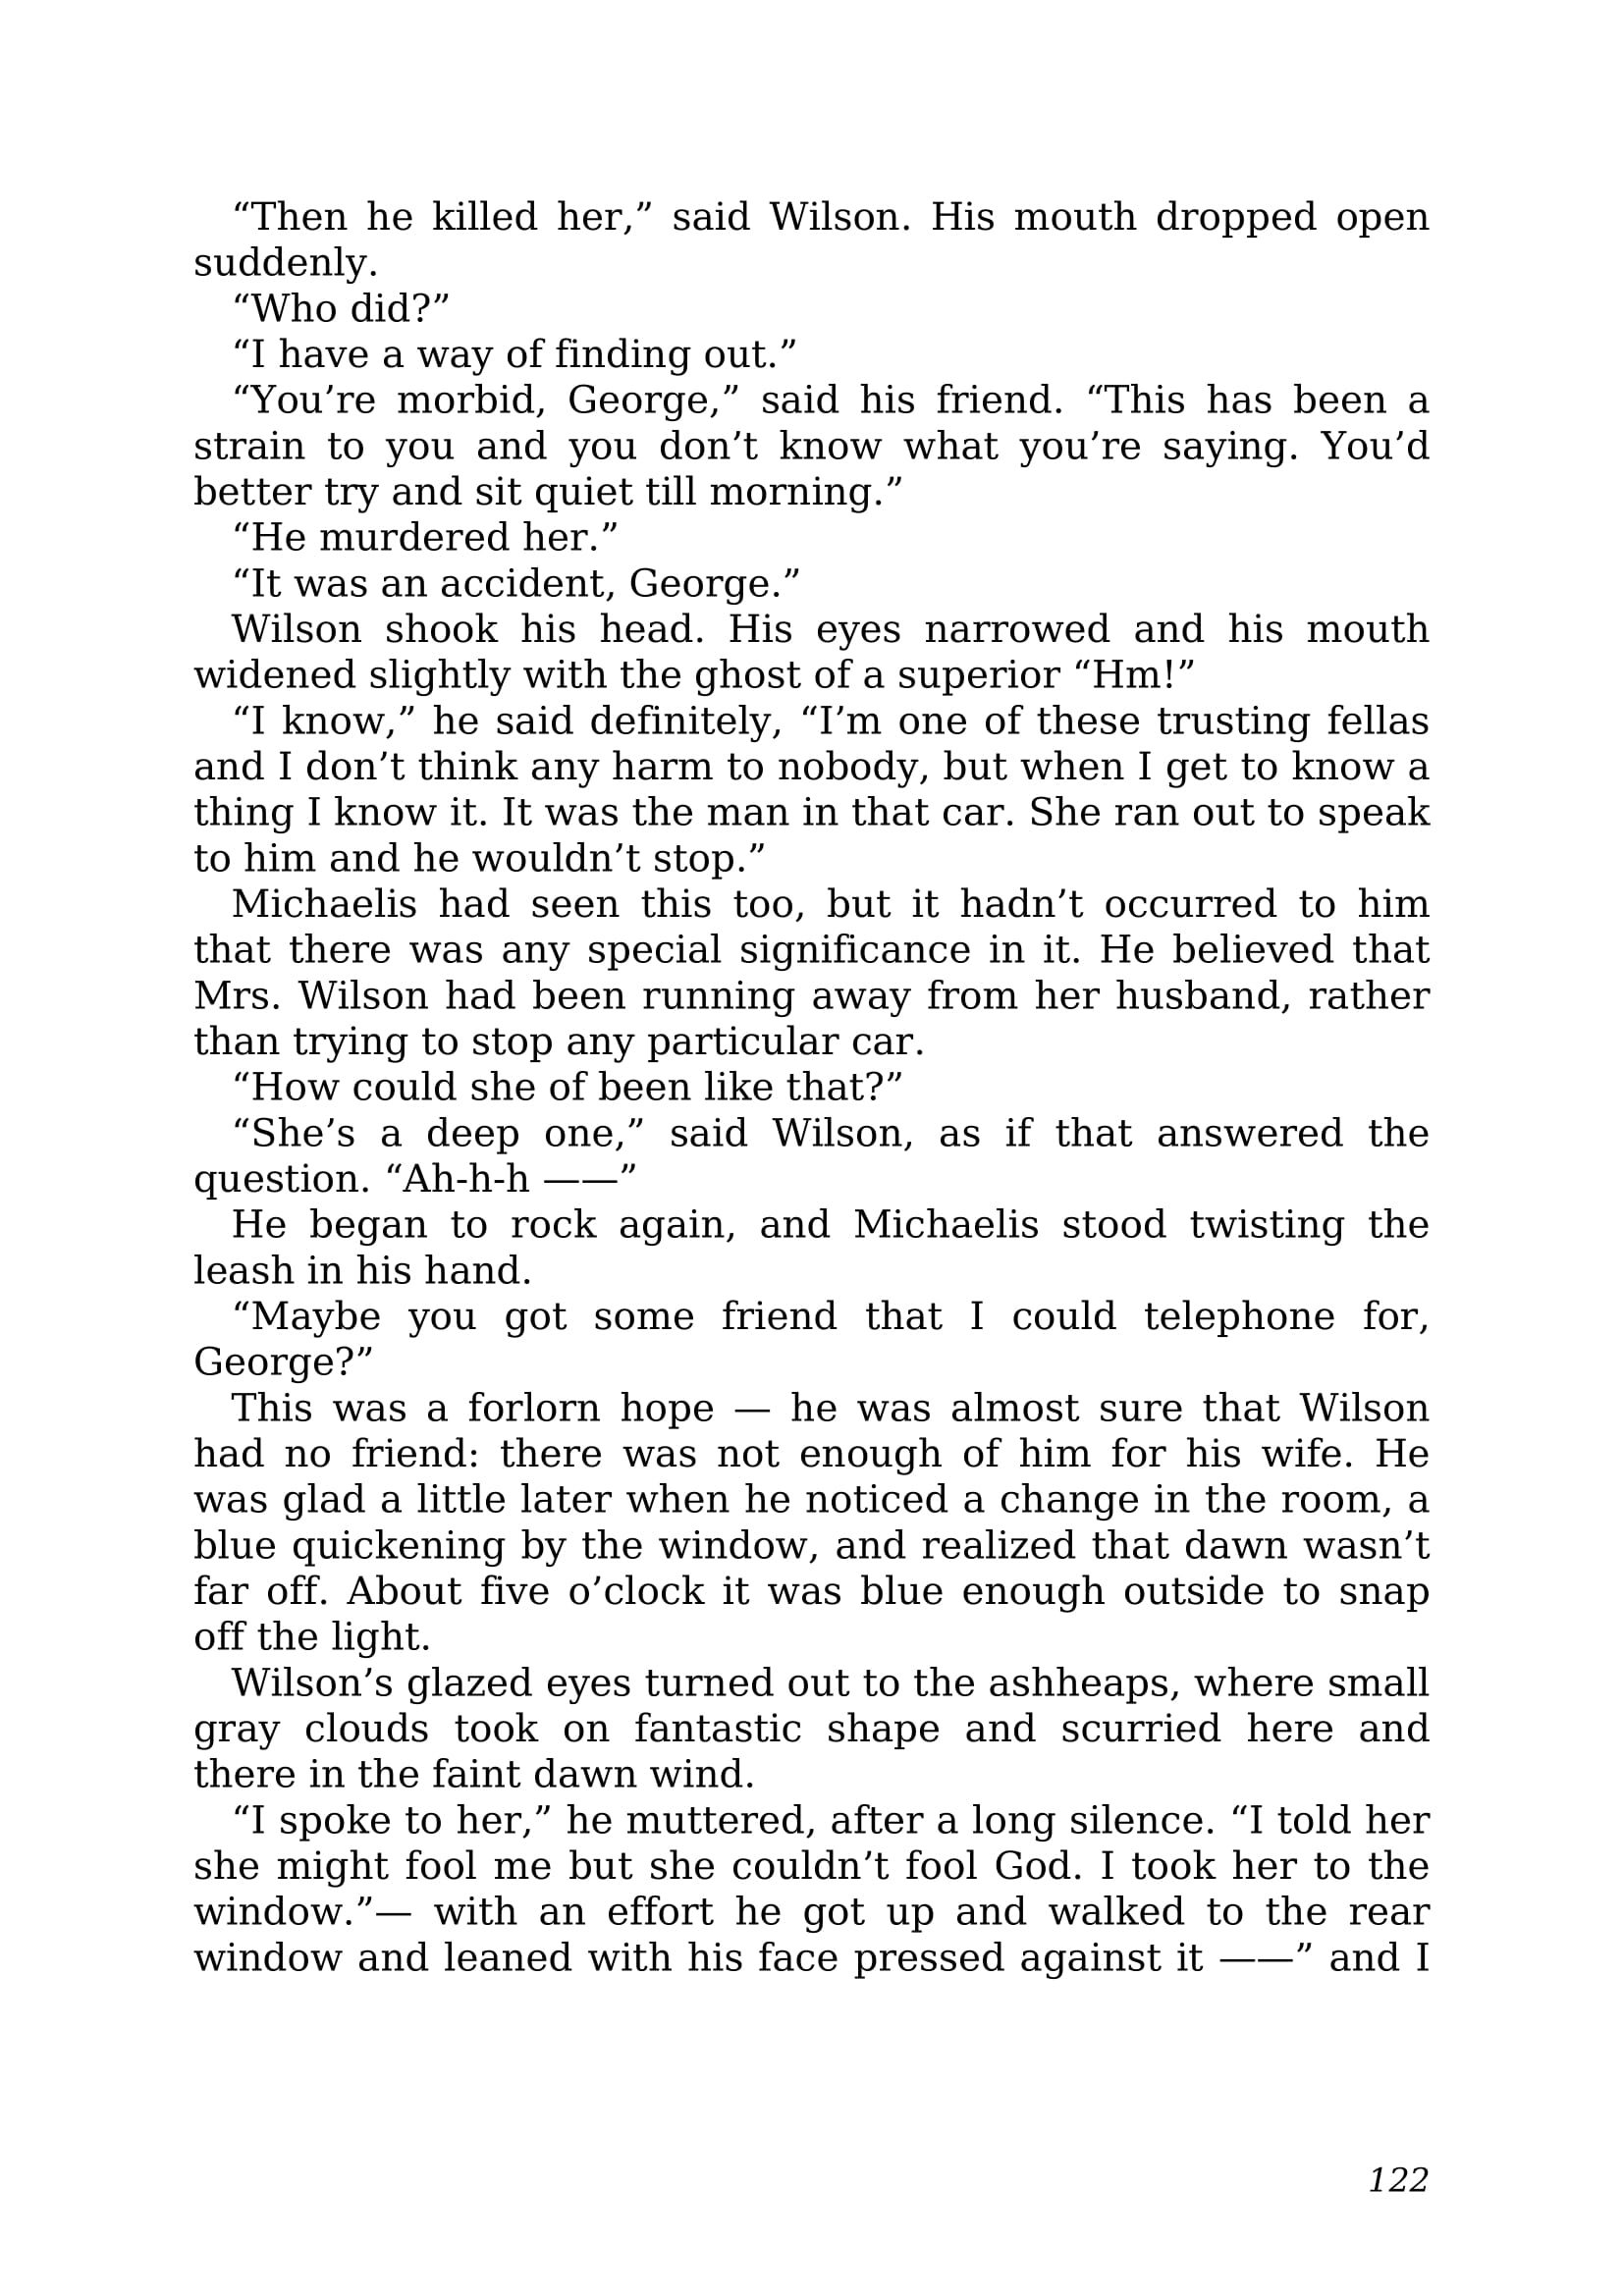 “Then he killed her,” said Wilson. His mouth dropped open
suddenly.
“Who did?”
“I have a way of finding out.”
“You’re morbid, George,” said his friend. “This has been a
strain to you and you don’t know what you’re saying. You’d
better try and sit quiet till morning.”
“He murdered her.”
“It was an accident, George.”
Wilson shook his head. His eyes narrowed and his mouth
widened slightly with the ghost of a superior “Hm!”
“I know,” he said definitely, “I’m one of these trusting fellas
and I don’t think any harm to nobody, but when I get to know a
thing I know it. It was the man in that car. She ran out to speak
to him and he wouldn’t stop.”
Michaelis had seen this too, but it hadn’t occurred to him
that there was any special significance in it. He believed that
Mrs. Wilson had been running away from her husband, rather
than trying to stop any particular car.
“How could she of been like that?”
“She’s a deep one,” said Wilson, as if that answered the
question. “Ah-h-h ——”
He began to rock again, and Michaelis stood twisting the
leash in his hand.
“Maybe you got some friend that I could telephone for,
George?”
This was a forlorn hope — he was almost sure that Wilson
had no friend: there was not enough of him for his wife. He
was glad a little later when he noticed a change in the room, a
blue quickening by the window, and realized that dawn wasn’t
far off. About five o’clock it was blue enough outside to snap
off the light.
Wilson’s glazed eyes turned out to the ashheaps, where small
gray clouds took on fantastic shape and scurried here and
there in the faint dawn wind.
“I spoke to her,” he muttered, after a long silence. “I told her
she might fool me but she couldn’t fool God. I took her to the
window.”— with an effort he got up and walked to the rear
window and leaned with his face pressed against it ——” and I
122